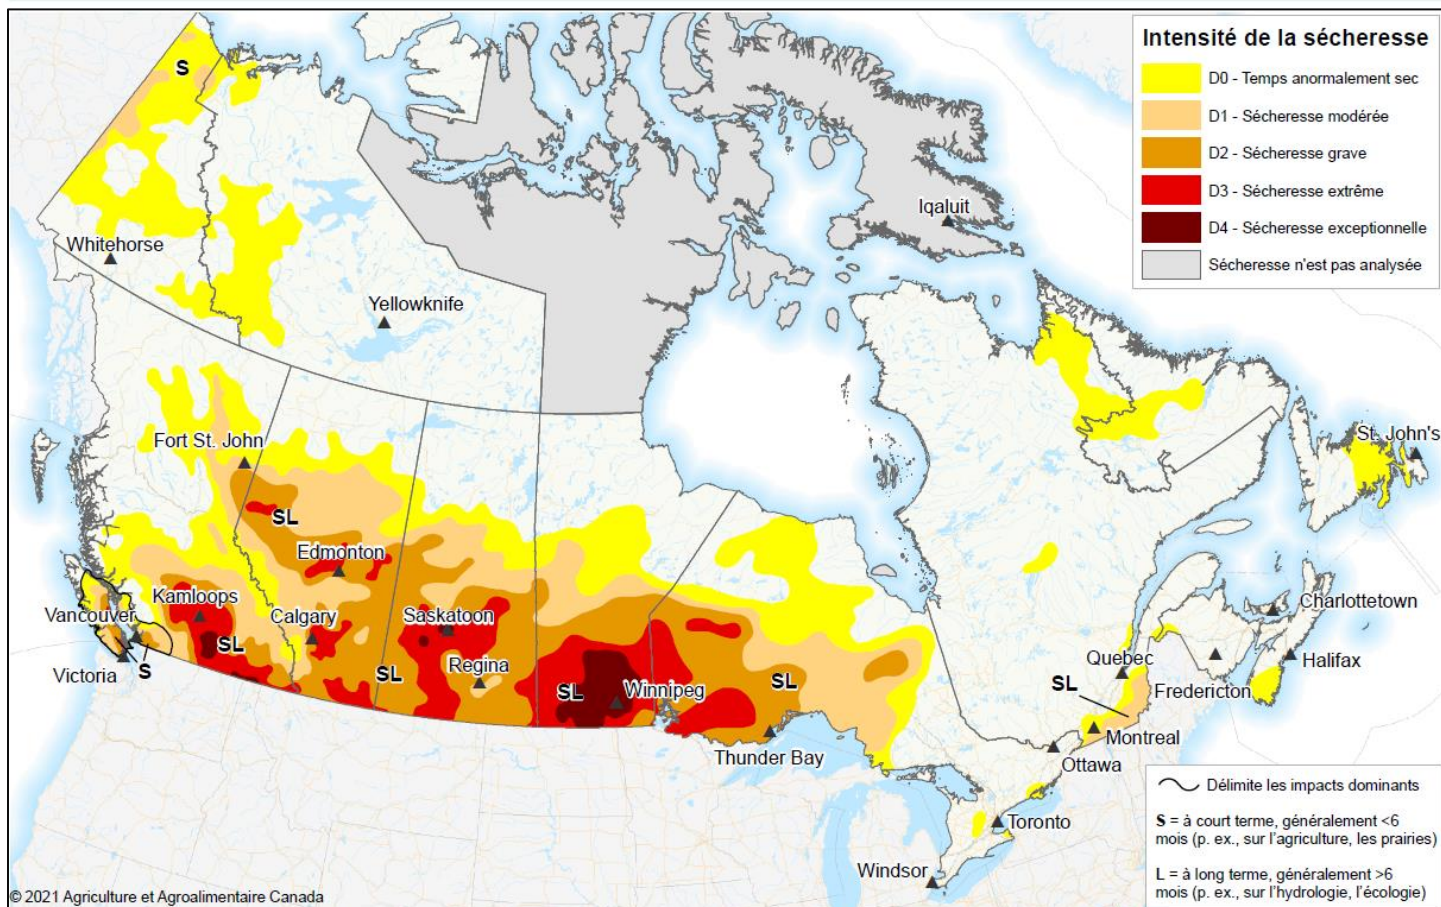 Intensité de la sécheresse
D0 - Temps anormalement sec
D1 - Sécheresse modérée
D2 - Sécheresse grave
D3 - Sécheresse extrême
D4 - Sécheresse exceptionnelle
Sécheresse n'est pas analysée
S
Iqaluit
Whitehorse
Yellowknife
Fort St. John
St. John's
SL
Edmonton
Kamloops
Charlottetown
Vancouver
Calgary
Saskatoon
SL
Regina
Quebec
Halifax
Victoria
S
SL
SL
Winnipeg
SL
SL
Fredericton
Montreal
Thunder Bay
Ottawa
Toronto
Windsor
Délimite les impacts dominants
S = à court terme, généralement <6
mois (p. ex., sur l'agriculture, les prairies)
L = à long terme, généralement >6
mois (p. ex., sur l'hydrologie, l'écologie)
© 2021 Agriculture et Agroalimentaire Canada